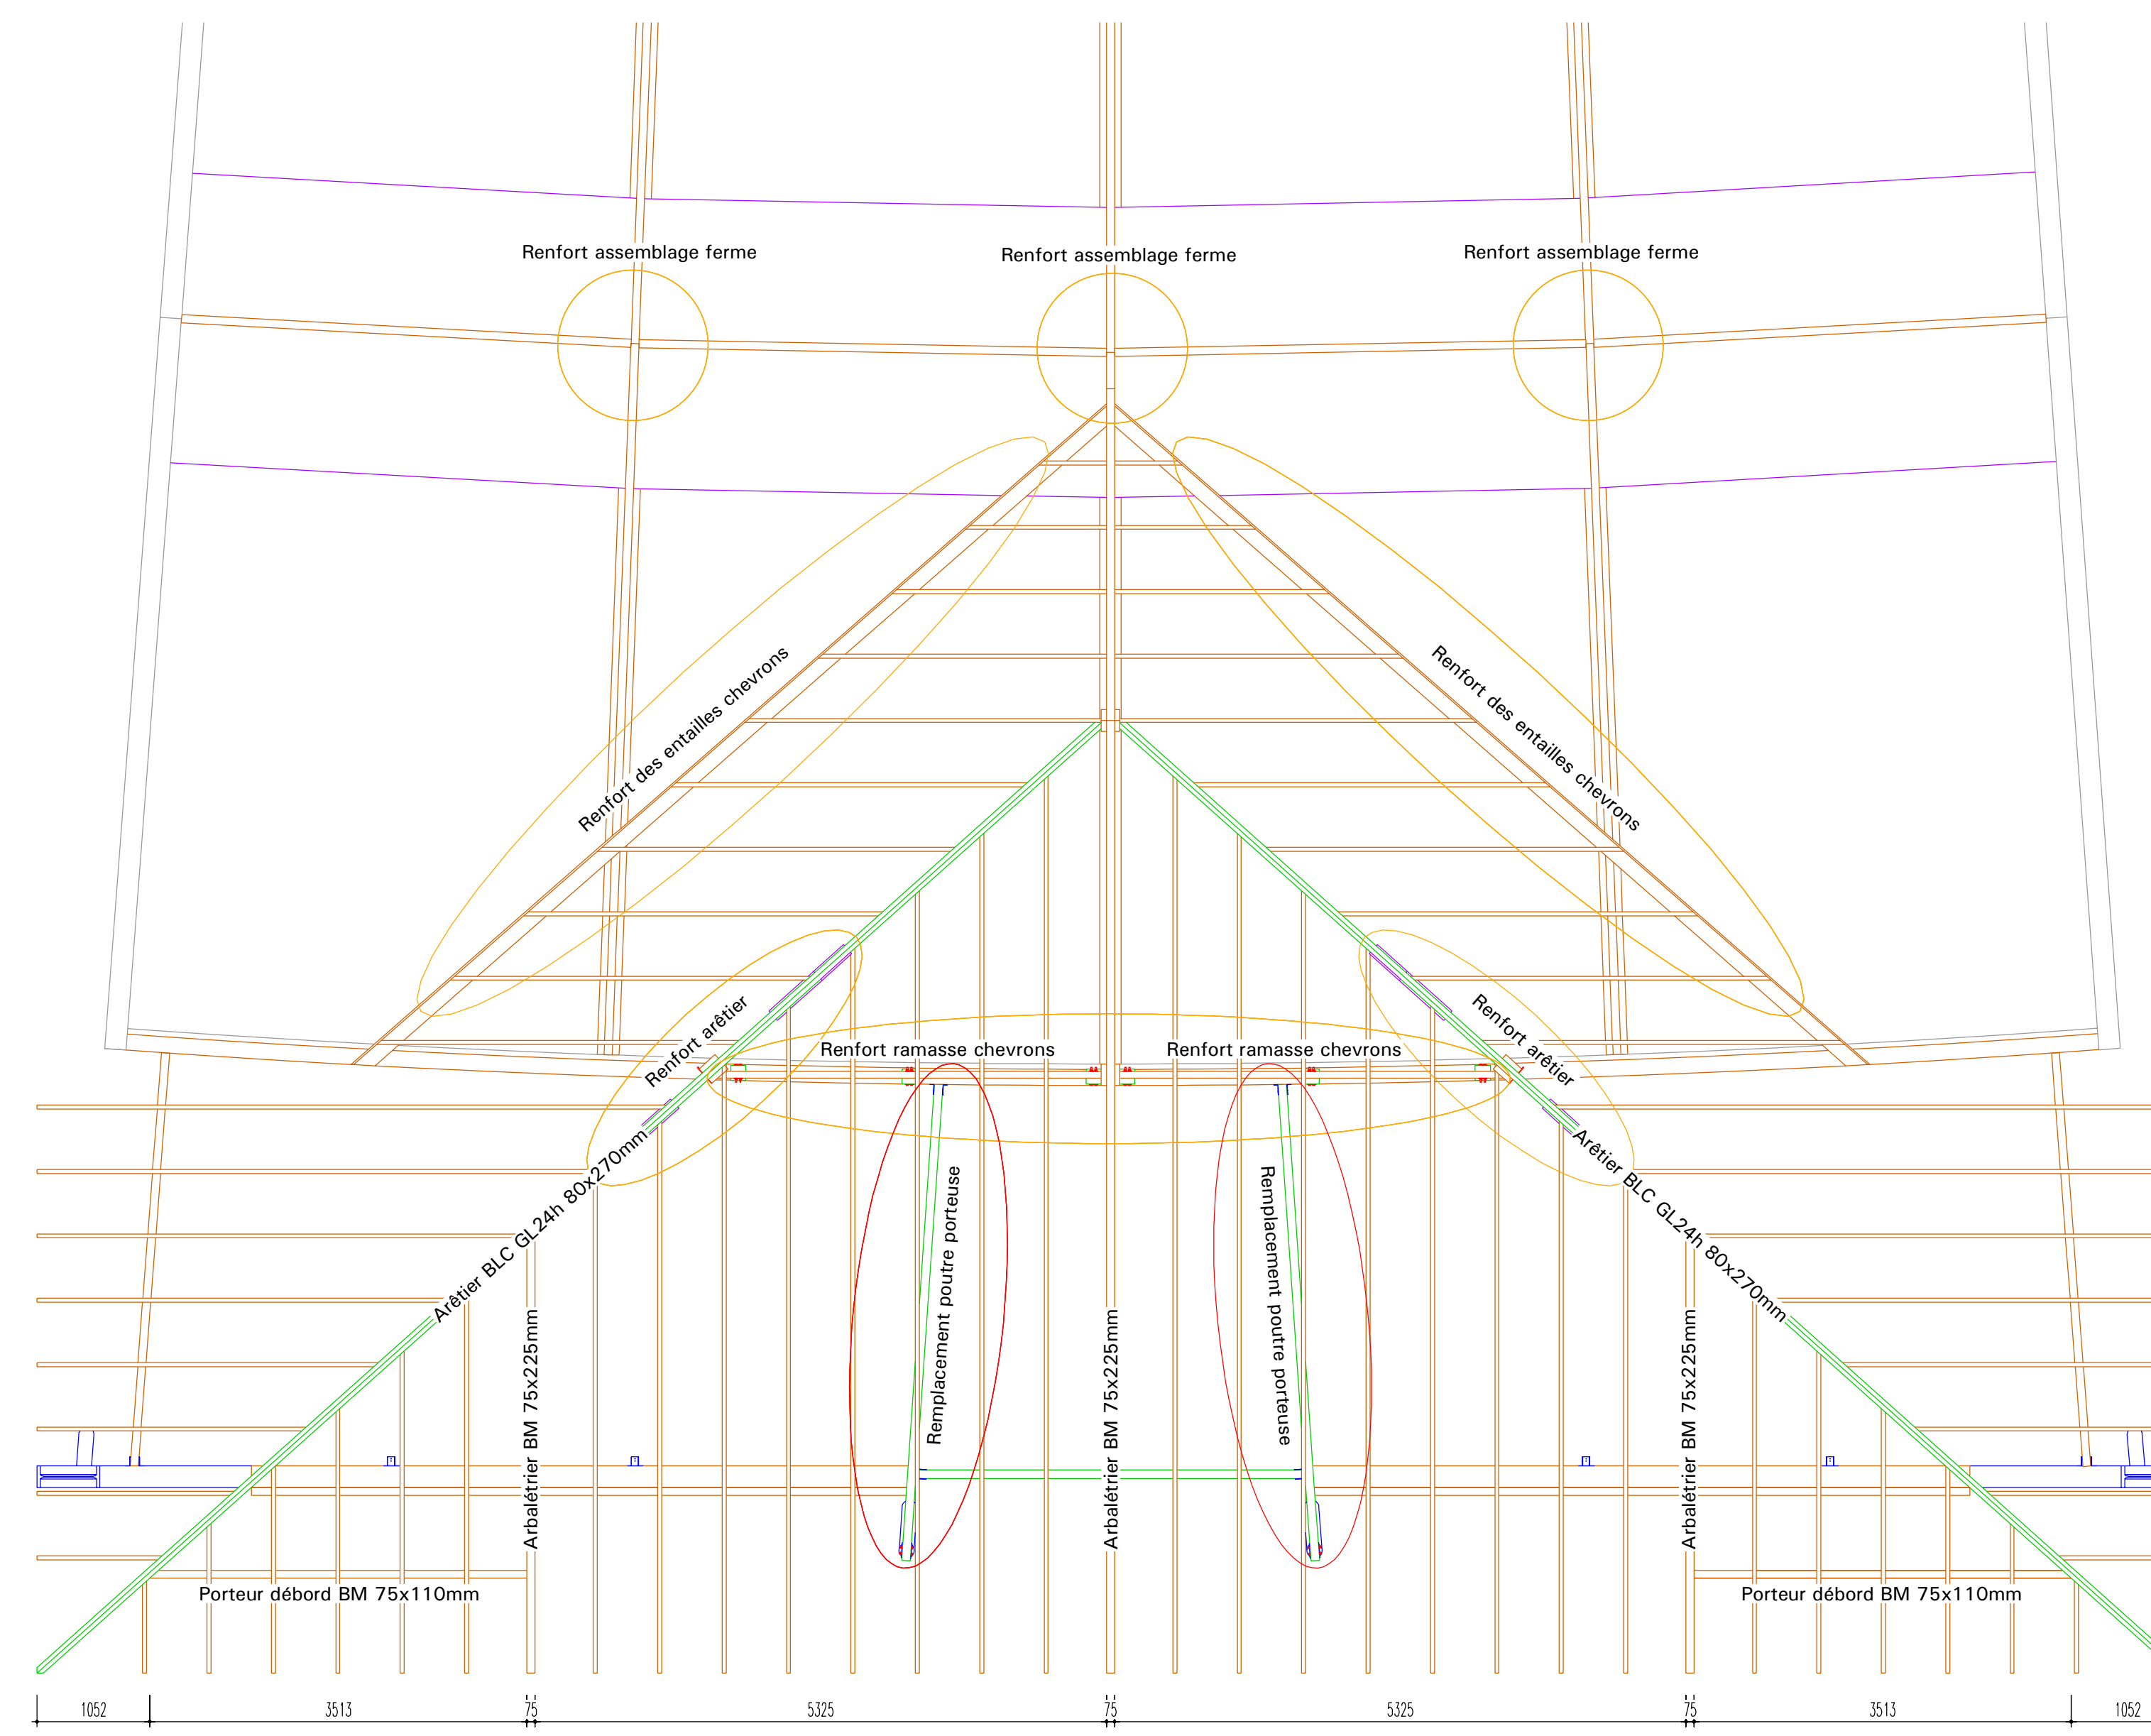 Renfort assemblage ferme
Renfort assemblage ferme
Renfort assemblage ferme
Renfort des entailles chevrons
Renfort des entailles chevrons
Renfort arêtier
Renfort ramasse chevrons
Renfort ramasse chevrons
Renfort arêtier
Arêtier BLC GL24h 80x270mm
Arêtier BLC GL24h 80x270mm
Remplacement poutre porteuse
Remplacement poutre porteuse
Arbalétrier BM 75x225mm
Arbalétrier BM 75x225mm
Arbalétrier BM 75x225mm
Porteur débord BM 75x110mm
Porteur débord BM 75x110mm
1052
3513
75
5325
75
5325
75
3513
1052